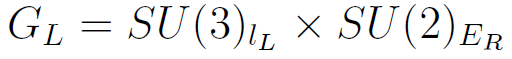 G_L = SU(3)_{l_L} × SU(2)_{E_R}